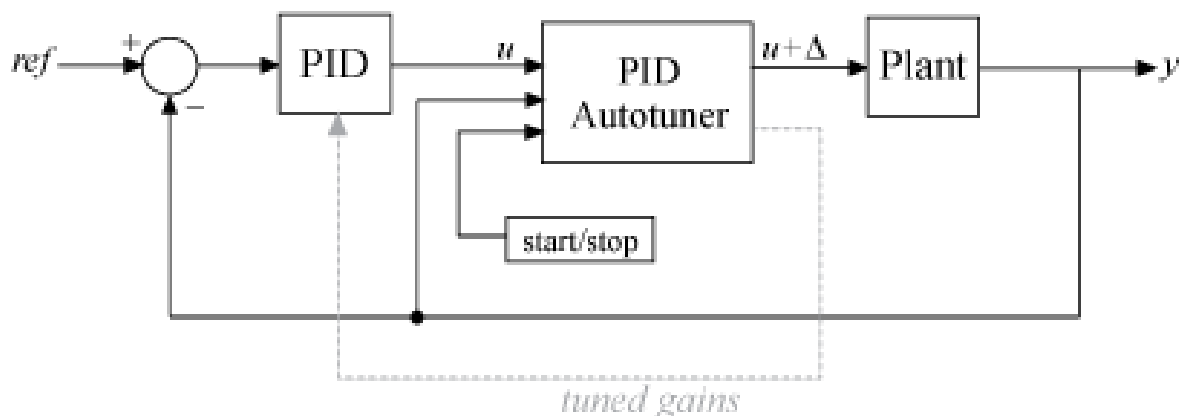 ref
+
−
PID
u
PID
Autotuner
u+Δ
Plant
y
start/stop
tuned gains